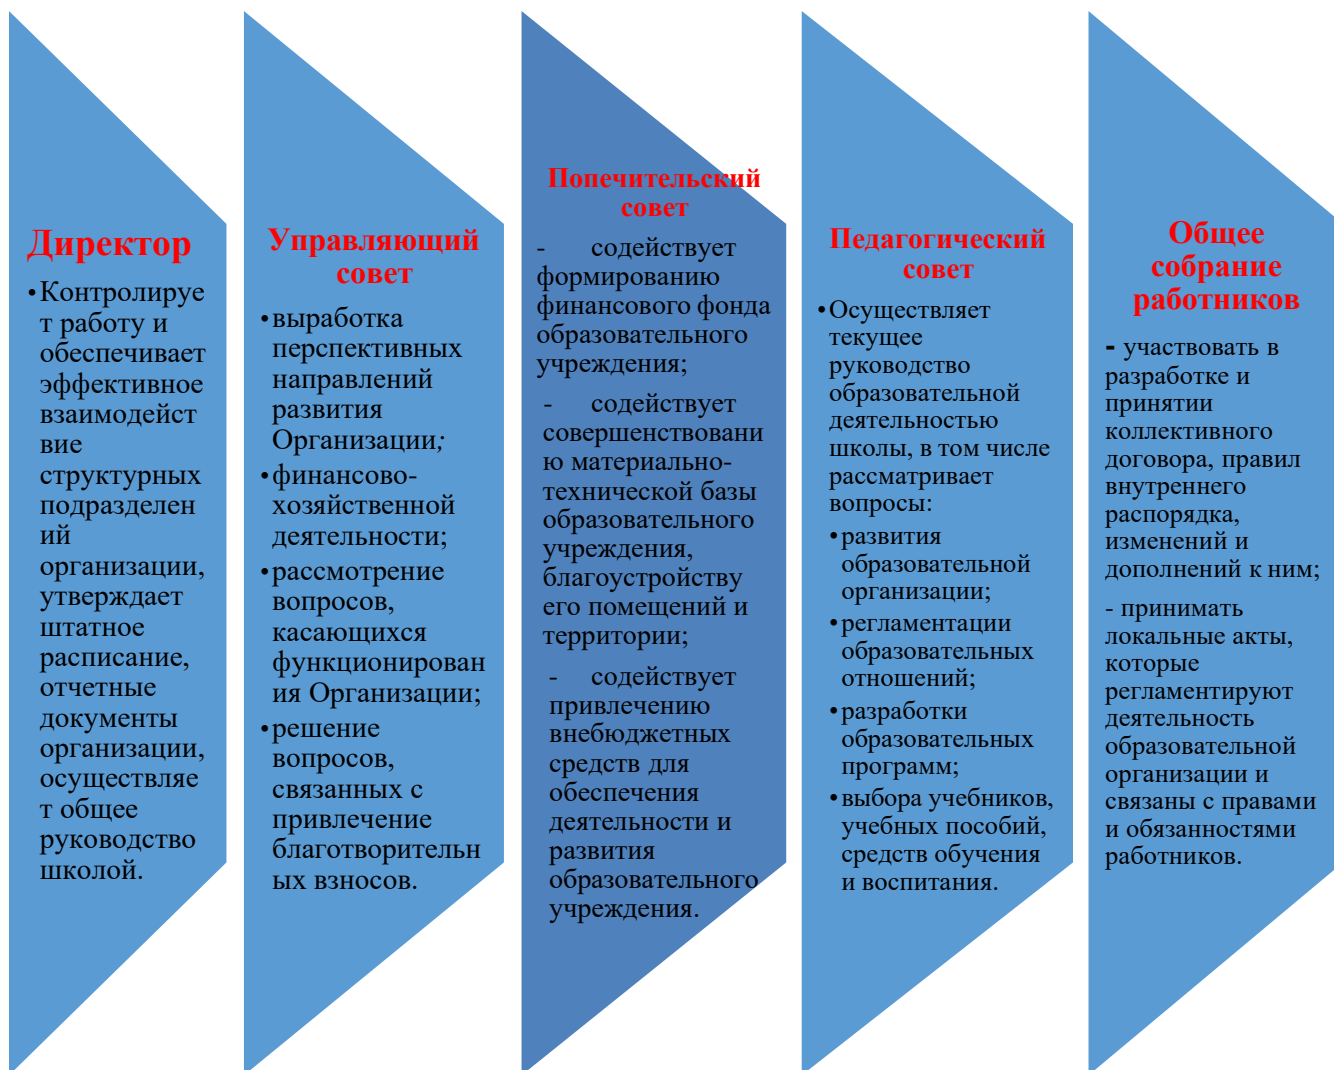 Директор
•Контролируе
т работу и
обеспечивает
эффективное
взаимодейст
вие
структурных
подразделен
ий
организации,
утверждает
штатное
расписание,
отчетные
документы
организации,
осуществляе
т общее
руководство
школой.
Управляющий
совет
•выработка
перспективных
направлений
развития
Организации;
•финансово-
хозяйственной
деятельности;
•рассмотрение
вопросов,
касающихся
функционирован
ия Организации;
•решение
вопросов,
связанных с
привлечение
благотворительн
ых взносов.
Попечительский
совет
- содействует
формированию
финансового фонда
образовательного
учреждения;
- содействует
совершенствовани
ю материально-
технической базы
образовательного
учреждения,
благоустройству
его помещений и
территории;
- содействует
привлечению
внебюджетных
средств для
обеспечения
деятельности и
развития
образовательного
учреждения.
Педагогический
совет
•Осуществляет
текущее
руководство
образовательной
деятельностью
школы, в том числе
рассматривает
вопросы:
•развития
образовательной
организации;
•регламентации
образовательных
отношений;
•разработки
образовательных
программ;
•выбора учебников,
учебных пособий,
средств обучения
и воспитания.
Общее
собрание
работников
- участвовать в
разработке и
принятии
коллективного
договора, правил
внутреннего
распорядка,
изменений и
дополнений к ним;
- принимать
локальные акты,
которые
регламентируют
деятельность
образовательной
организации и
связаны с правами
и обязанностями
работников.